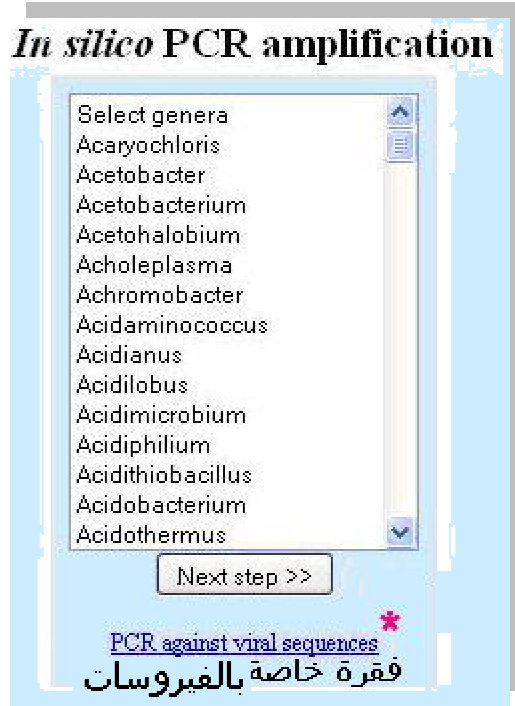 In silico PCR amplification
Select genera
Acaryochloris
Acetobacter
Acetobacterium
Acetohalobium
Acholeplasma
Achromobacter
Acidaminococcus
Acidianus
Acidilobus
Acidimicrobium
Acidiphilium
Acidithiobacillus
Acidobacterium
Acidothermus
Next step >>
*
PCR against viral sequences
فقرة خاصة بالفيروسات